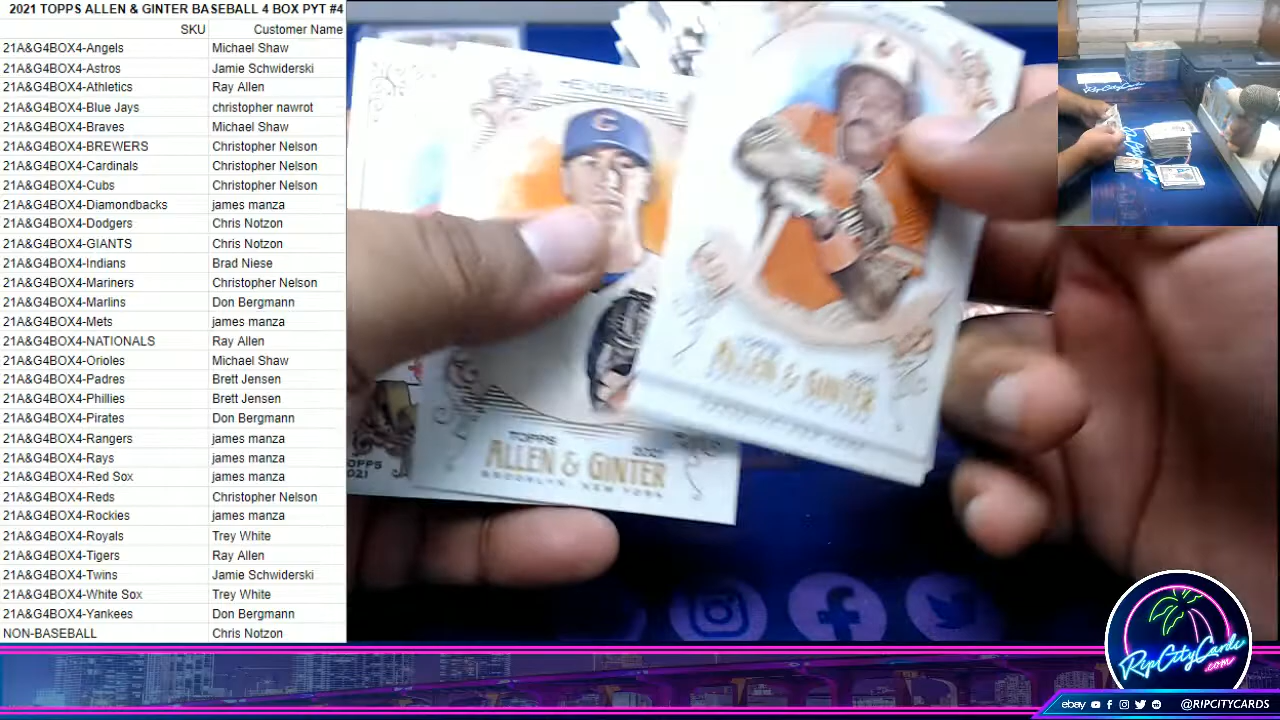 2021 TOPPS ALLEN & GINTER BASEBALL 4 BOX PYT #4
SKU Customer Name
21A&G4BOX4-Angels Michael Shaw
21A&G4BOX4-Astros Jamie Schwiderski
21A&G4BOX4-Athletics Ray Allen
21A&G4BOX4-Blue Jays christopher nawrot
21A&G4BOX4-Braves Michael Shaw
21A&G4BOX4-BREWERS Christopher Nelson
21A&G4BOX4-Cardinals Christopher Nelson
21A&G4BOX4-Cubs Christopher Nelson
21A&G4BOX4-Diamondbacks james manza
21A&G4BOX4-Dodgers Chris Notzon
21A&G4BOX4-GIANTS Chris Notzon
21A&G4BOX4-Indians Brad Niese
21A&G4BOX4-Mariners Christopher Nelson
21A&G4BOX4-Marlins Don Bergmann
21A&G4BOX4-Mets james manza
21A&G4BOX4-NATIONALS Ray Allen
21A&G4BOX4-Orioles Michael Shaw
21A&G4BOX4-Padres Brett Jensen
21A&G4BOX4-Phillies Brett Jensen
21A&G4BOX4-Pirates Don Bergmann
21A&G4BOX4-Rangers james manza
21A&G4BOX4-Rays james manza
21A&G4BOX4-Red Sox james manza
21A&G4BOX4-Reds Christopher Nelson
21A&G4BOX4-Rockies james manza
21A&G4BOX4-Royals Trey White
21A&G4BOX4-Tigers Ray Allen
21A&G4BOX4-Twins Jamie Schwiderski
21A&G4BOX4-White Sox Trey White
21A&G4BOX4-Yankees Don Bergmann
NON-BASEBALL Chris Notzon
HENDRICKS
C
TOPPS 2021
ALLEN & GINTER
BROOKLYN, NEW YORK
ALLEN & GINTER
TOPPS
2021
RipCityCards
RipCityCards
.com
ebay @RIPCITYCARDS